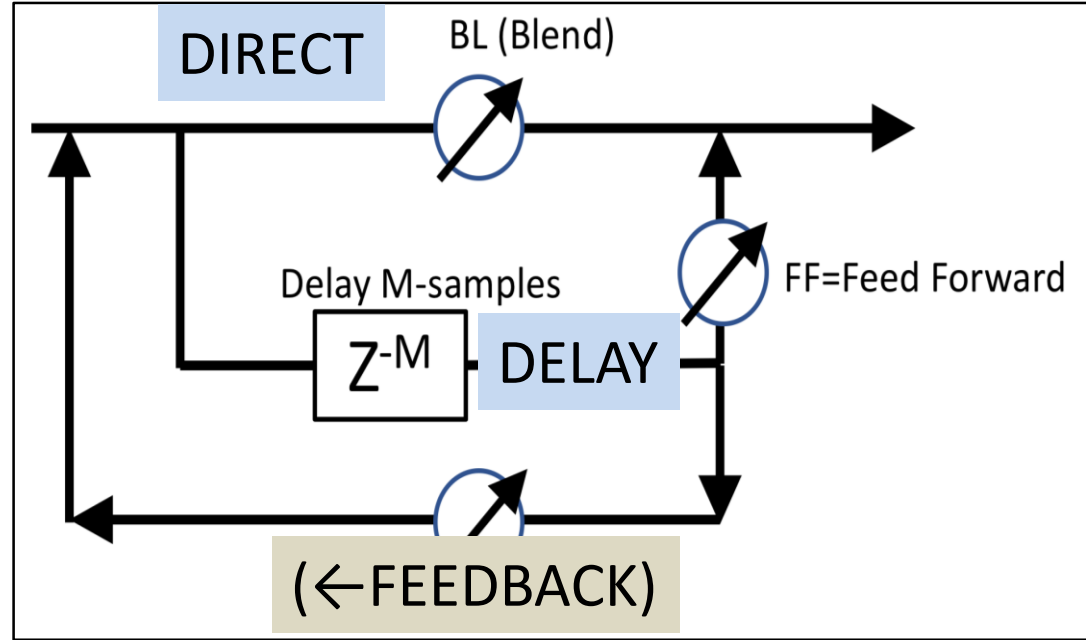 DIRECT
BL (Blend)
FF=Feed Forward
Delay M-samples
Z-M
DELAY
(←FEEDBACK)